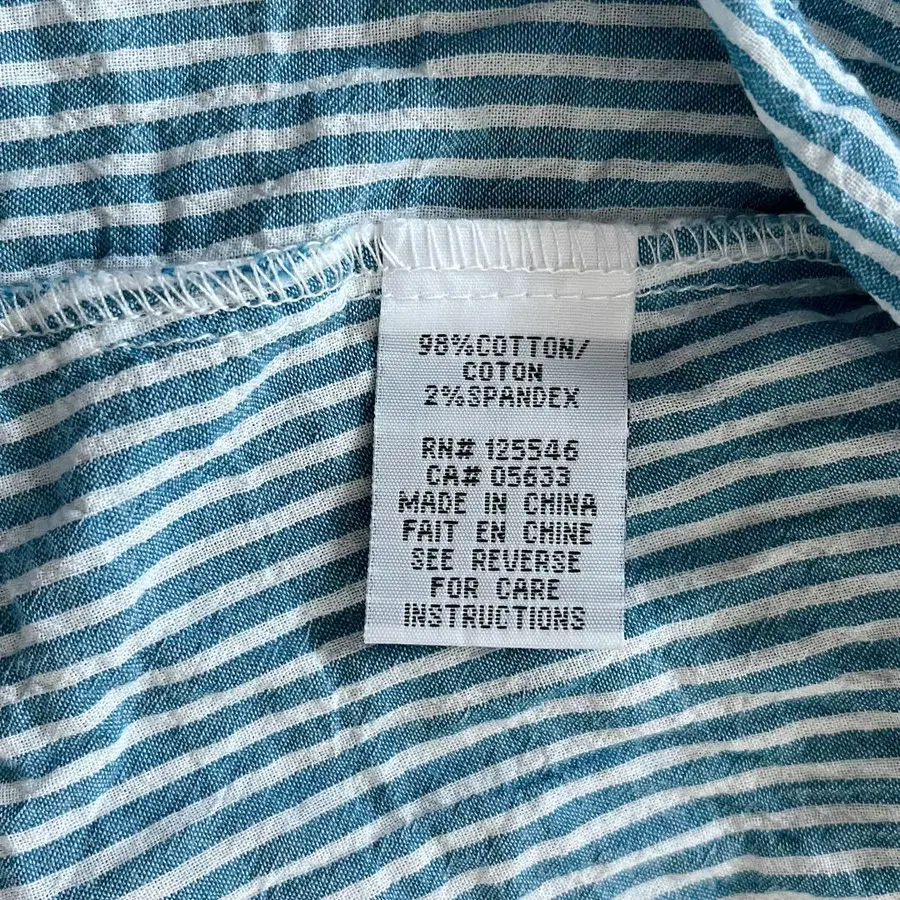 98%COTTON/
COTON
2%SPANDEX
RN# 125546
CA# 05633
MADE IN CHINA
FAIT EN CHINE
SEE REVERSE
FOR CARE
INSTRUCTIONS